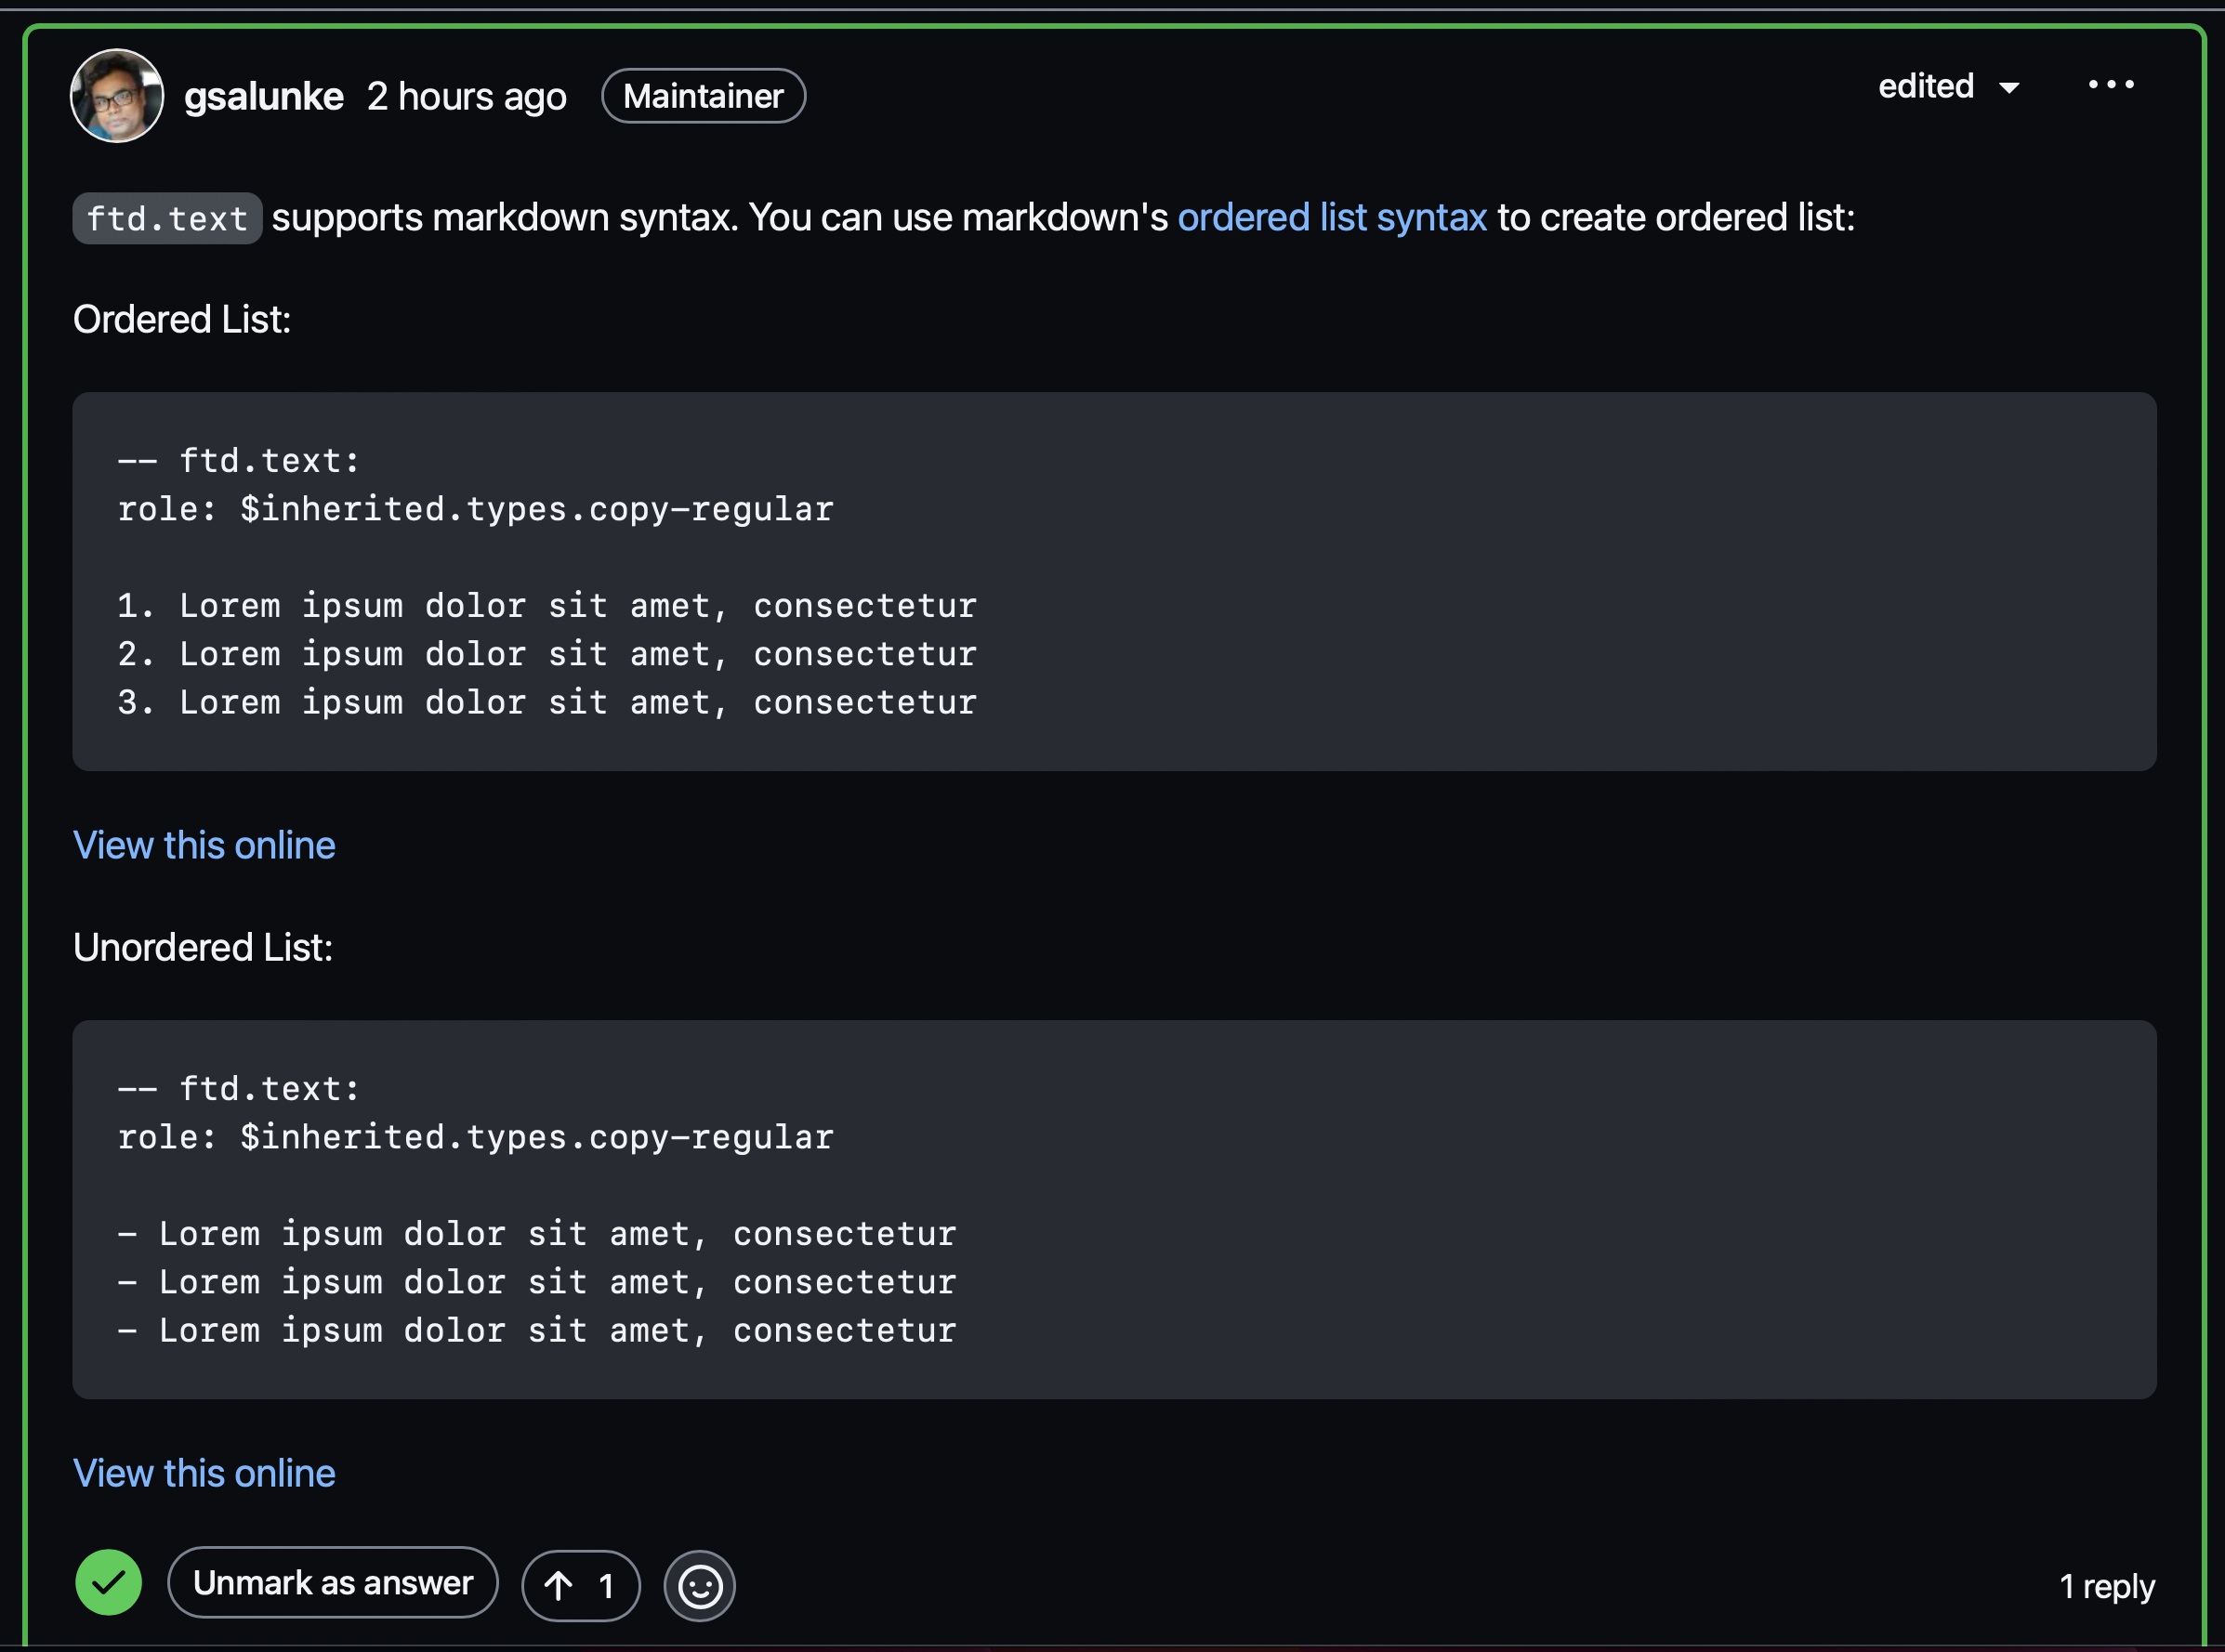 gsalunke 2 hours ago Maintainer edited
ftd.text supports markdown syntax. You can use markdown's ordered list syntax to create ordered list:
Ordered List:
-- ftd.text:
role: $inherited.types.copy-regular
1. Lorem ipsum dolor sit amet, consectetur
2. Lorem ipsum dolor sit amet, consectetur
3. Lorem ipsum dolor sit amet, consectetur
View this online
Unordered List:
-- ftd.text:
role: $inherited.types.copy-regular
- Lorem ipsum dolor sit amet, consectetur
- Lorem ipsum dolor sit amet, consectetur
- Lorem ipsum dolor sit amet, consectetur
View this online
Unmark as answer ↑ 1 1 reply